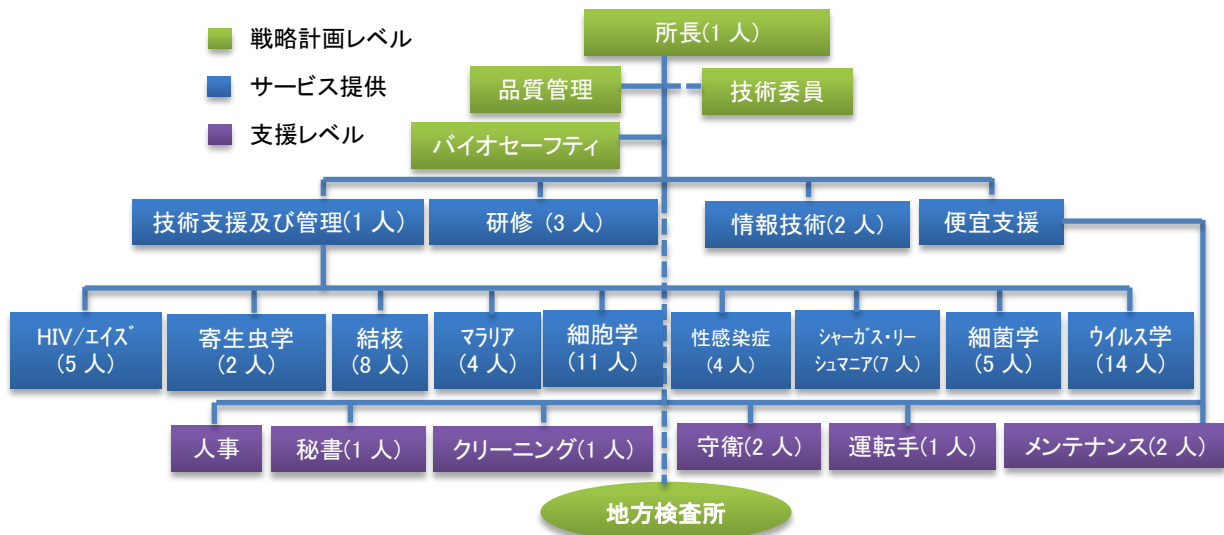 戦略計画レベル
サービス提供
支援レベル
所長(1 人)
品質管理
技術委員
バイオセーフティ
技術支援及び管理(1 人)
研修 (3 人)
情報技術(2 人)
便宜支援
HIV/エイズ
(5 人)
寄生虫学
(2 人)
結核
(8 人)
マラリア
(4 人)
細胞学
(11 人)
性感染症
(4 人)
シャーガス・リー
シュマニア(7 人)
細菌学
(5 人)
ウイルス学
(14 人)
人事
秘書(1 人)
クリーニング(1 人)
守衛(2 人)
運転手(1 人)
メンテナンス(2 人)
地方検査所